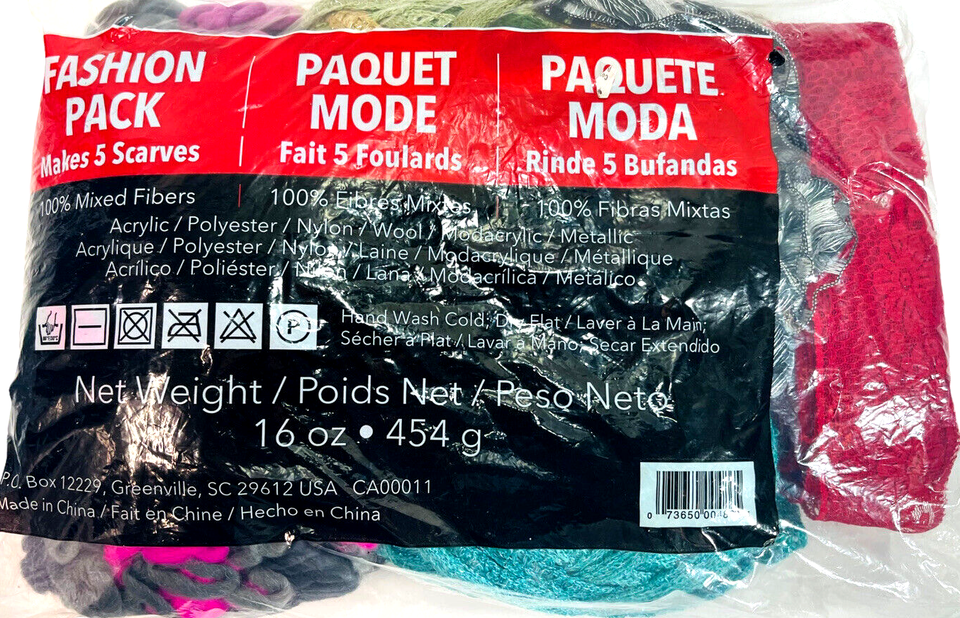 FASHION PACK
Makes 5 Scarves
PAQUET MODE
Fait 5 Foulards
PAQUETE MODA
Rinde 5 Bufandas
100% Mixed Fibers
100% Fibres Mixtes
100% Fibras Mixtas
Acrylic / Polyester / Nylon / Wool / Modacrylic / Metallic
Acrylique / Polyester / Nylon / Laine / Modacrylique / Métallique
Acrílico / Poliéster / Nylon / Lana / Modacrílica / Metálico
P
Hand Wash Cold; Dry Flat / Laver à La Main;
Sécher à Plat / Lavar a Mano; Secar Extendido
Net Weight / Poids Net / Peso Neto
16 oz • 454 g
P.O. Box 12229, Greenville, SC 29612 USA CA00011
Made in China / Fait en Chine / Hecho en China
0 73650